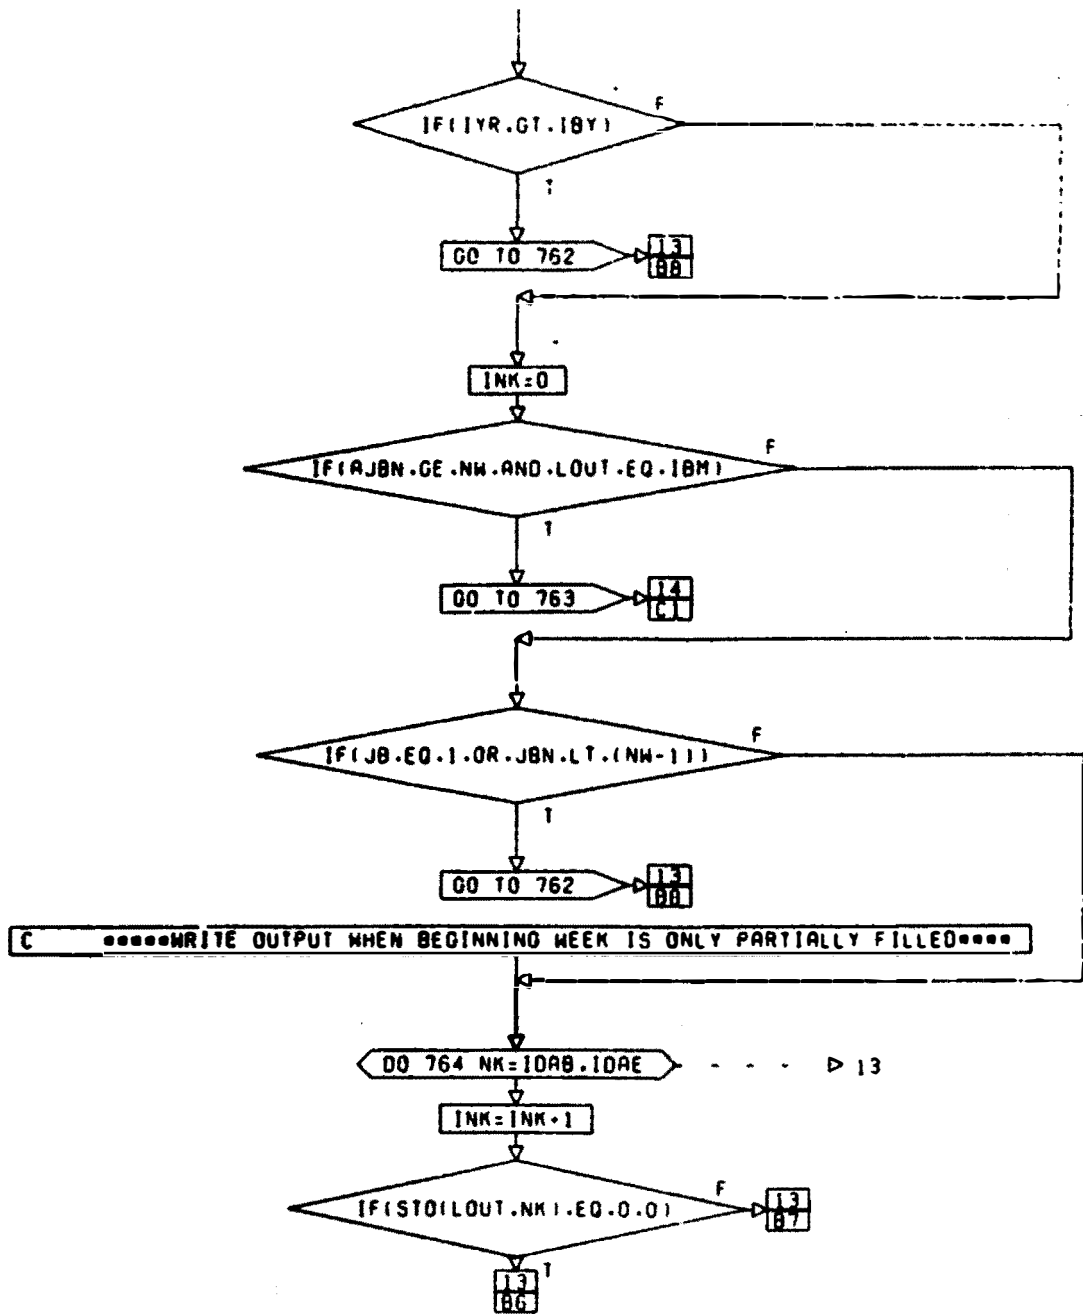 F
IF(IYR.GT.IBY)
T
GO TO 762
13
B8
INK=0
F
IF(AJBN.GE.NW.AND.LOUT.EQ.IBM)
T
GO TO 763
14
C1
F
IF(JB.EQ.1.OR.JBN.LT.(NW-1))
T
GO TO 762
13
B8
C *****WRITE OUTPUT WHEN BEGINNING WEEK IS ONLY PARTIALLY FILLED****
DO 764 NK=IDAB,IDAE
13
INK=INK+1
F
IF(STO(LOUT,NK).EQ.0.0)
13
B7
T
13
B6